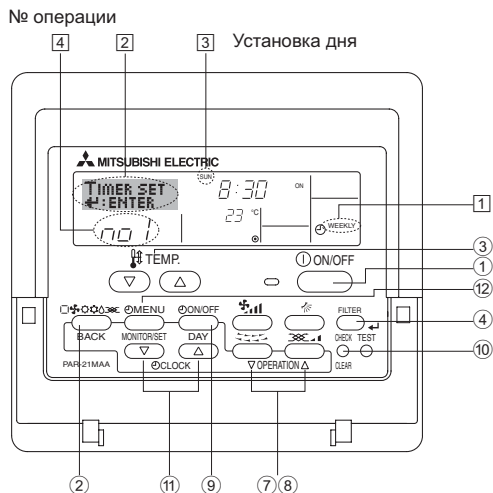 № операции
4 2 3 Установка дня
MITSUBISHI ELECTRIC
SUN
TIMER SET
:ENTER
8:30 ON
no 1
23 °C
WEEKLY
1
TEMP. ON/OFF
3
1
12
MENU ON/OFF FILTER
BACK MONITOR/SET DAY CHECK TEST
4
PAR-21MAA CLOCK OPERATION CLEAR
10
2 11 9 7 8